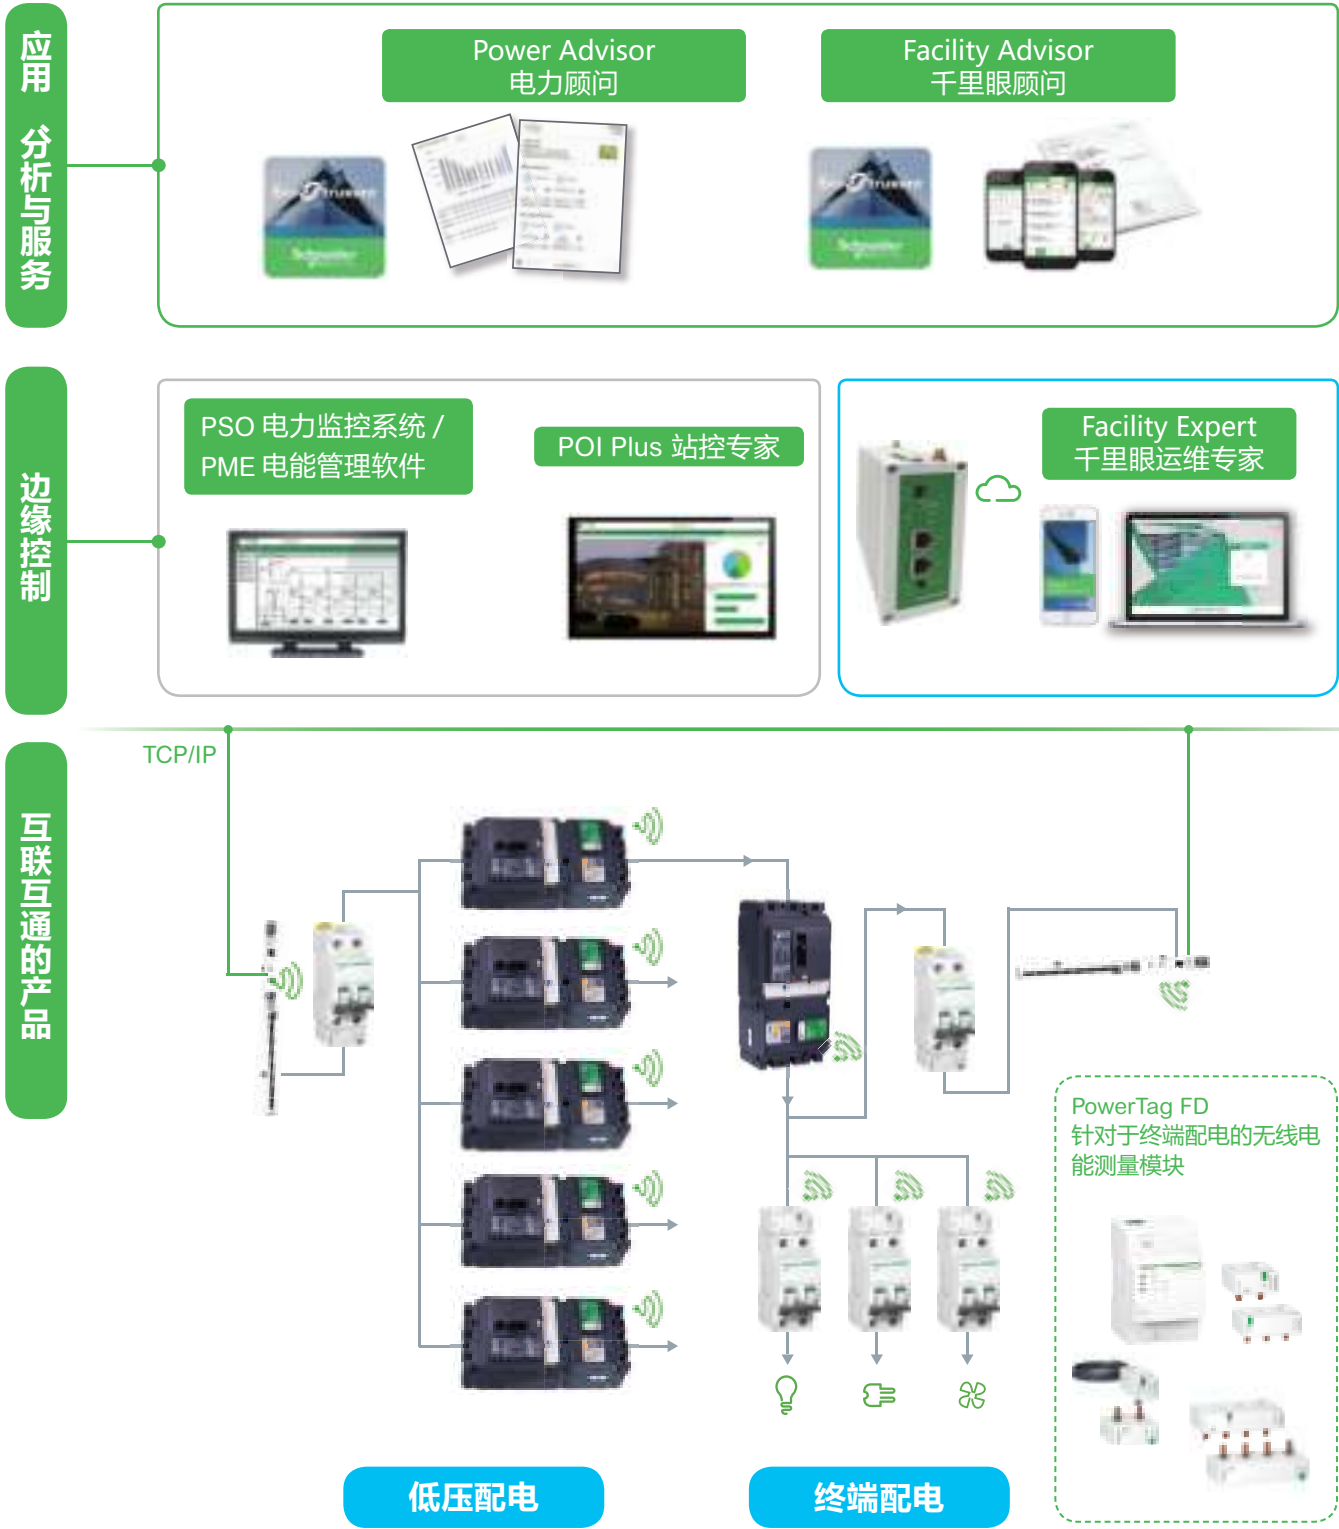 应用、分析与服务
Power Advisor
电力顾问
Facility Advisor
千里眼顾问
Schneider
Schneider
边缘控制
PSO 电力监控系统 /
PME 电能管理软件
POI Plus 站控专家
Facility Expert
千里眼运维专家
互联互通的产品
TCP/IP
PowerTag FD
针对于终端配电的无线电
能测量模块
低压配电
终端配电